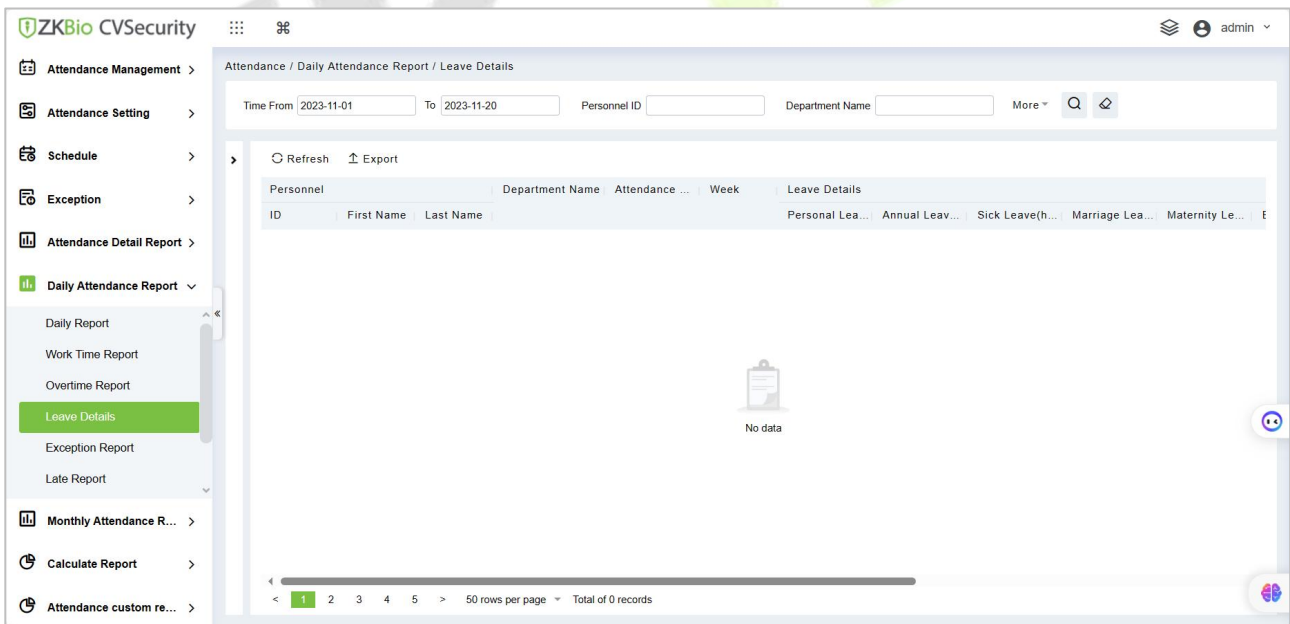 ZKBio CVSecurity
admin
Attendance Management
Attendance Setting
Schedule
Exception
Attendance Detail Report
Daily Attendance Report
Daily Report
Work Time Report
Overtime Report
Leave Details
Exception Report
Late Report
Monthly Attendance R...
Calculate Report
Attendance custom re...
Attendance / Daily Attendance Report / Leave Details
Time From 2023-11-01 To 2023-11-20 Personnel ID Department Name More
Refresh Export
Personnel Department Name Attendance ... Week Leave Details
ID First Name Last Name Personal Lea... Annual Leav... Sick Leave(h... Marriage Lea... Maternity Le...
No data
< 1 2 3 4 5 > 50 rows per page Total of 0 records